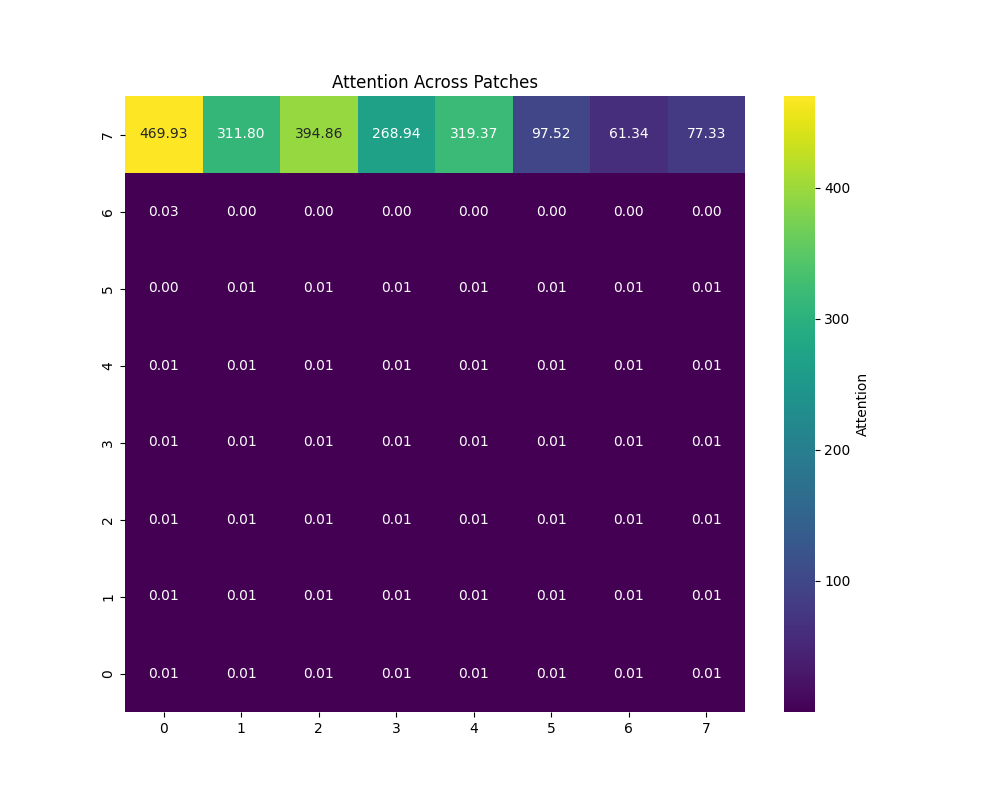 Attention Across Patches
7 469.93 311.80 394.86 268.94 319.37 97.52 61.34 77.33
6 0.03 0.00 0.00 0.00 0.00 0.00 0.00 0.00
5 0.00 0.01 0.01 0.01 0.01 0.01 0.01 0.01
4 0.01 0.01 0.01 0.01 0.01 0.01 0.01 0.01
3 0.01 0.01 0.01 0.01 0.01 0.01 0.01 0.01
2 0.01 0.01 0.01 0.01 0.01 0.01 0.01 0.01
1 0.01 0.01 0.01 0.01 0.01 0.01 0.01 0.01
0 0.01 0.01 0.01 0.01 0.01 0.01 0.01 0.01
0 1 2 3 4 5 6 7
400
300
200
100
Attention